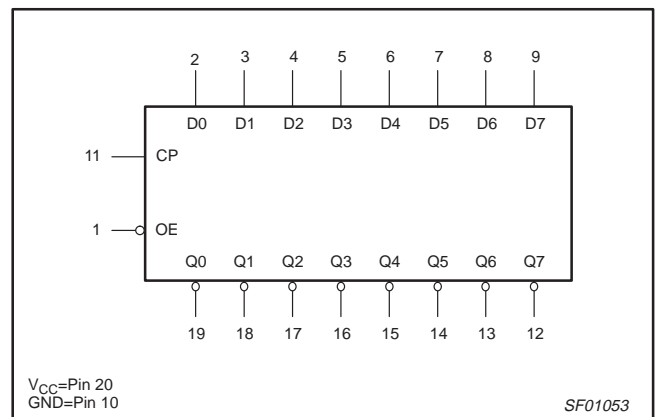 2 3 4 5 6 7 8 9
D0 D1 D2 D3 D4 D5 D6 D7
11 CP
1 OE
Q0 Q1 Q2 Q3 Q4 Q5 Q6 Q7
19 18 17 16 15 14 13 12
VCC=Pin 20
GND=Pin 10
SF01053